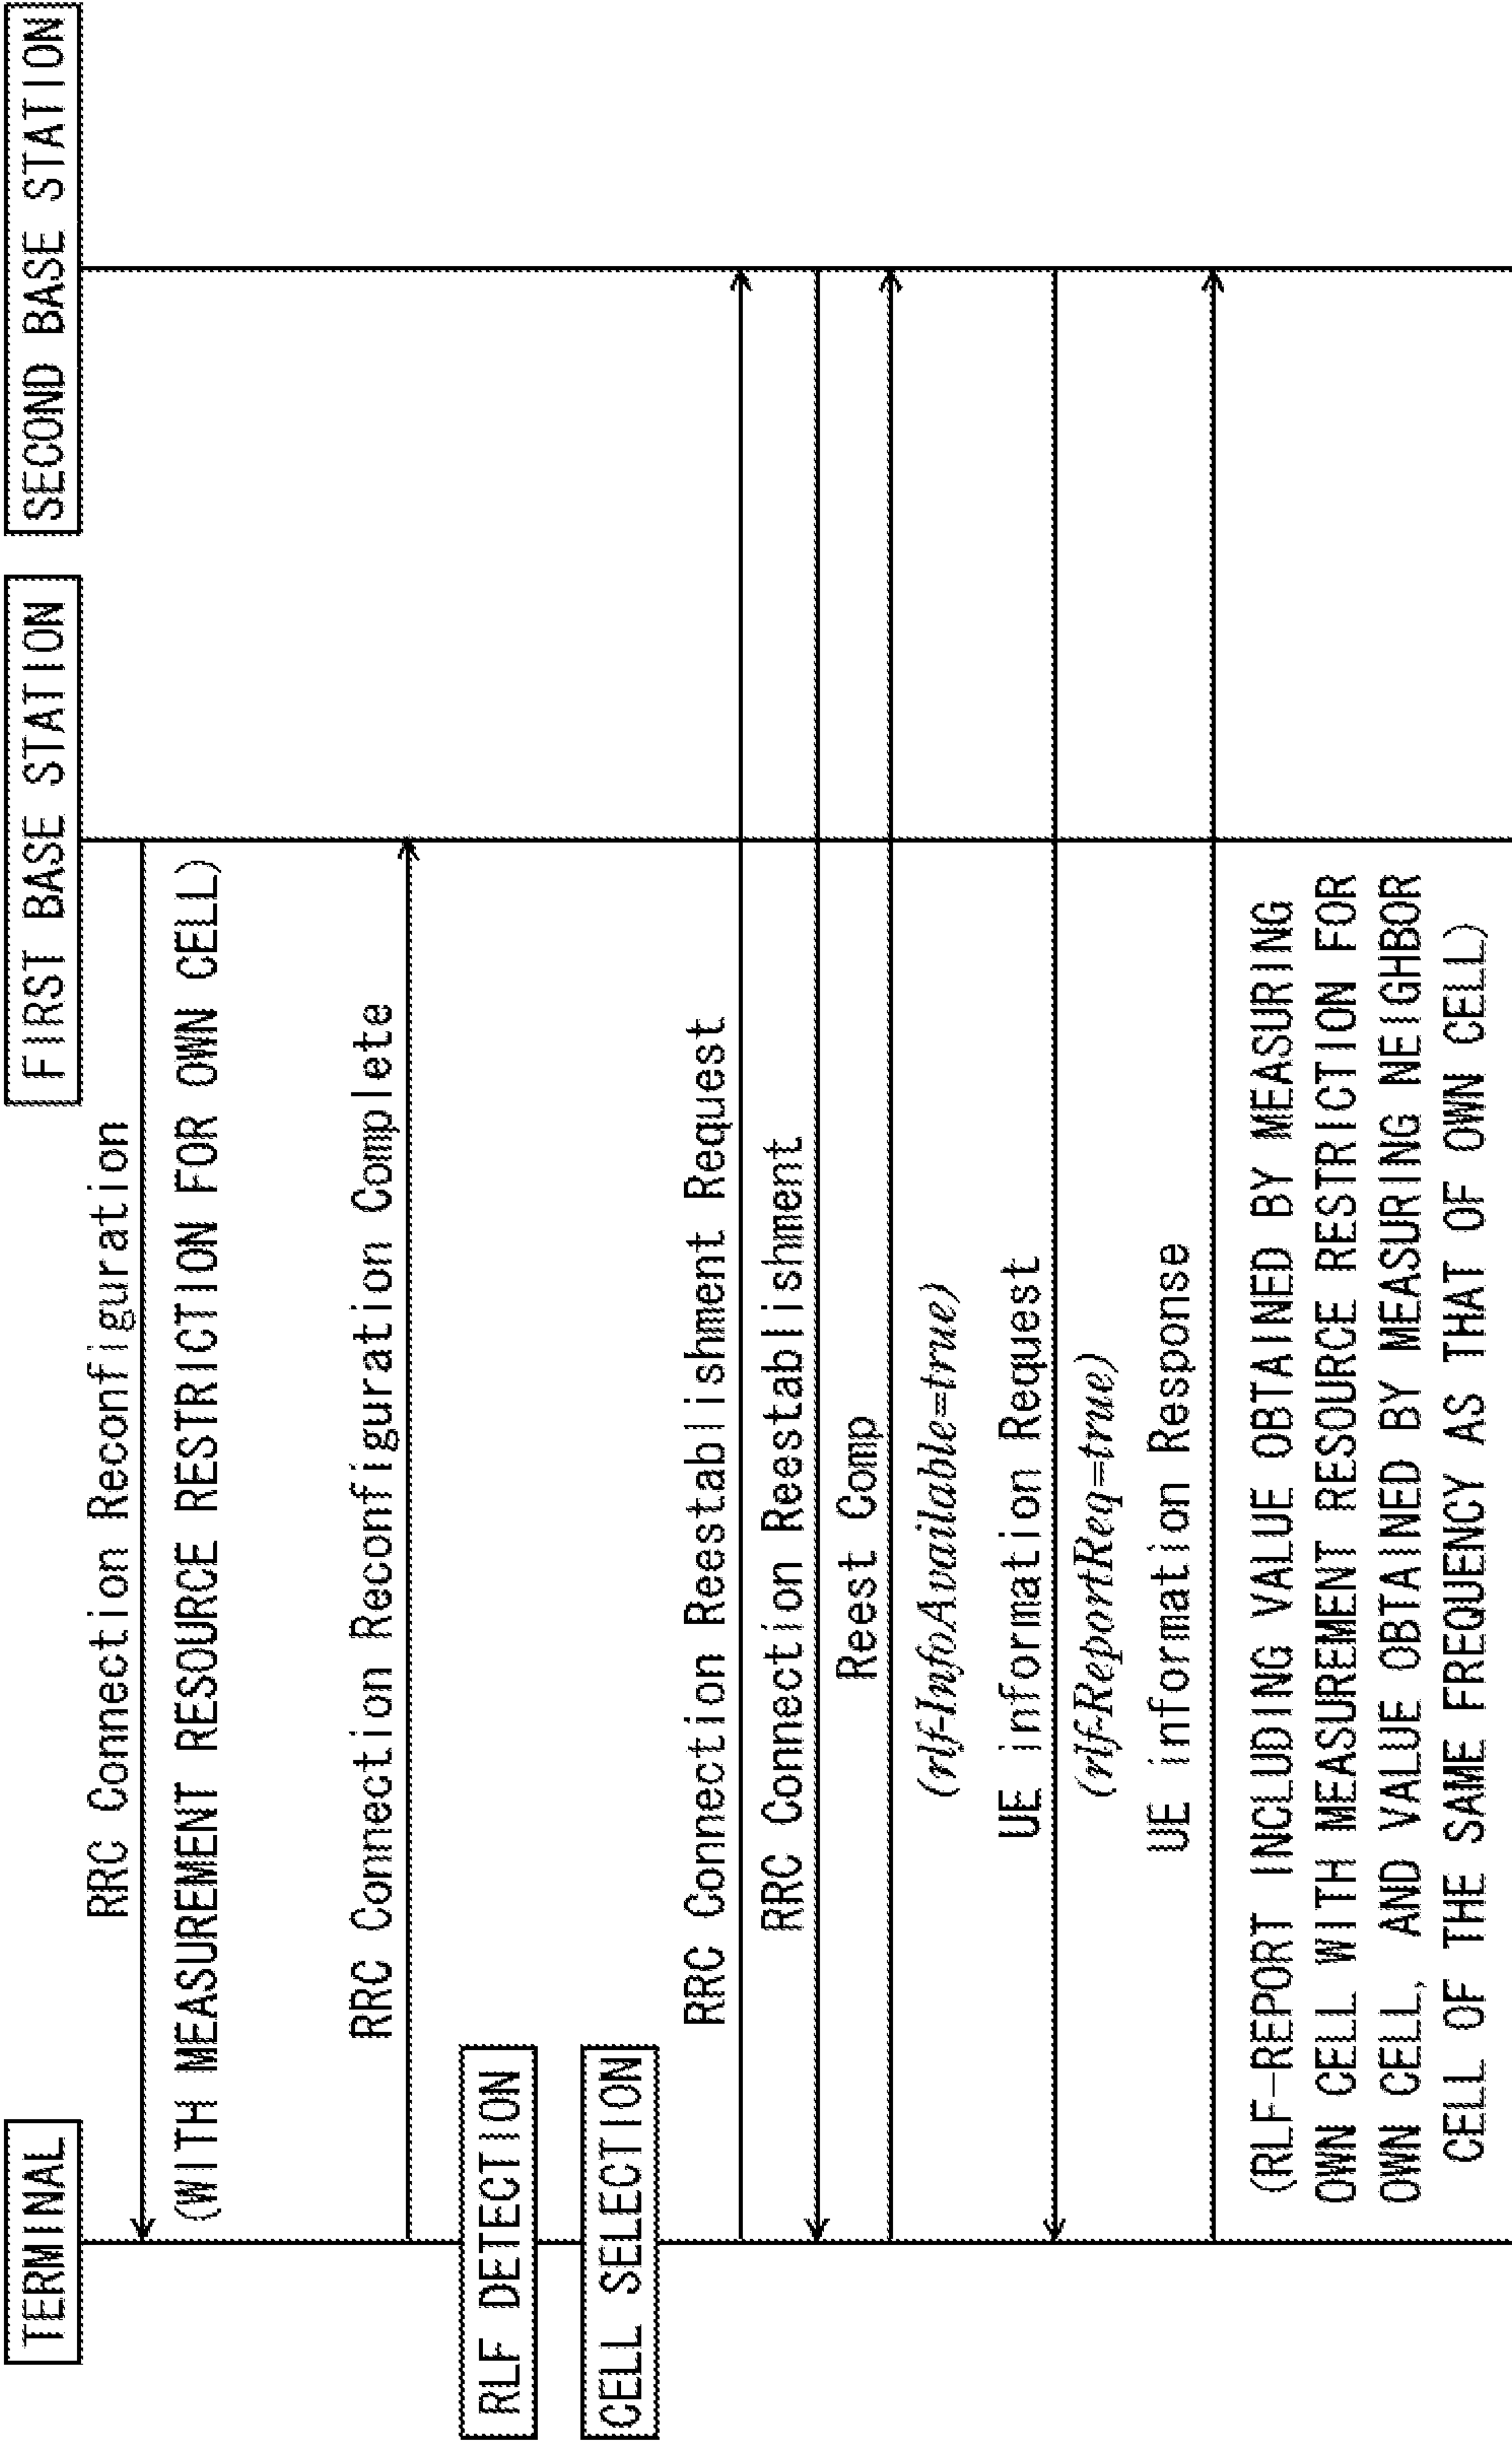 TERMINAL
FIRST BASE STATION
SECOND BASE STATION
RRC Connection Reconfiguration
(WITH MEASUREMENT RESOURCE RESTRICTION FOR OWN CELL)
RRC Connection Reconfiguration Complete
RLF DETECTION
CELL SELECTION
RRC Connection Reestablishment Request
RRC Connection Reestablishment
Reest Comp
(rlf-InfoAvailable=true)
UE information Request
(rlf-ReportReq=true)
UE information Response
(RLF-REPORT INCLUDING VALUE OBTAINED BY MEASURING
OWN CELL WITH MEASUREMENT RESOURCE RESTRICTION FOR
OWN CELL, AND VALUE OBTAINED BY MEASURING NEIGHBOR
CELL OF THE SAME FREQUENCY AS THAT OF OWN CELL)